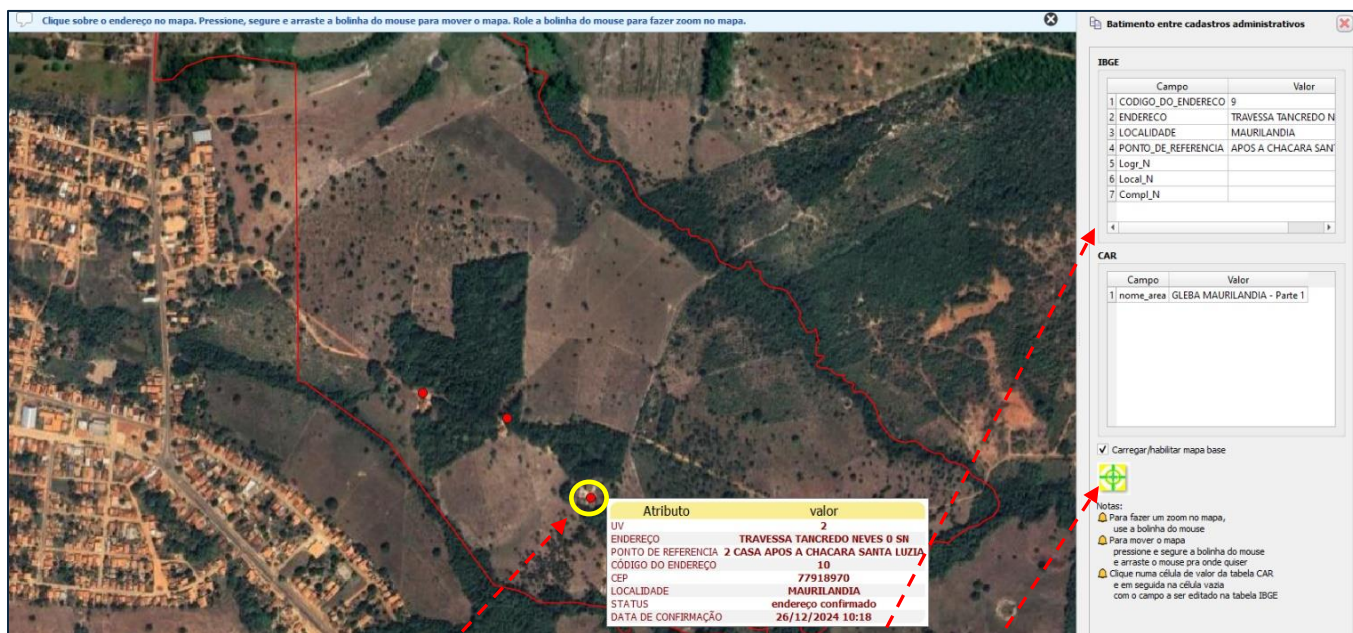 Clique sobre o endereço no mapa. Pressione, segure e arraste a bolinha do mouse para mover o mapa. Role a bolinha do mouse para fazer zoom no mapa.
Batimento entre cadastros administrativos
IBGE
Campo Valor
1 CODIGO_DO_ENDERECO 9
2 ENDERECO TRAVESSA TANCREDO N
3 LOCALIDADE MAURILANDIA
4 PONTO_DE_REFERENCIA APOS A CHACARA SAN
5 Logr_N
6 Local_N
7 Compl_N
CAR
Campo Valor
1 nome_area GLEBA MAURILANDIA - Parte 1
Carregar/habilitar mapa base
Notas:
Para fazer um zoom no mapa,
use a bolinha do mouse
Para mover o mapa
pressione e segure a bolinha do mouse
e arraste o mouse pra onde quiser
Clique numa célula de valor da tabela CAR
e em seguida na célula vazia
com o campo a ser editado na tabela IBGE
Atributo valor
UV 2
ENDEREÇO TRAVESSA TANCREDO NEVES 0 SN
PONTO DE REFERENCIA 2 CASA APOS A CHACARA SANTA LUZIA
CÓDIGO DO ENDEREÇO 10
CEP 77918970
LOCALIDADE MAURILANDIA
STATUS endereço confirmado
DATA DE CONFIRMAÇÃO 26/12/2024 10:18